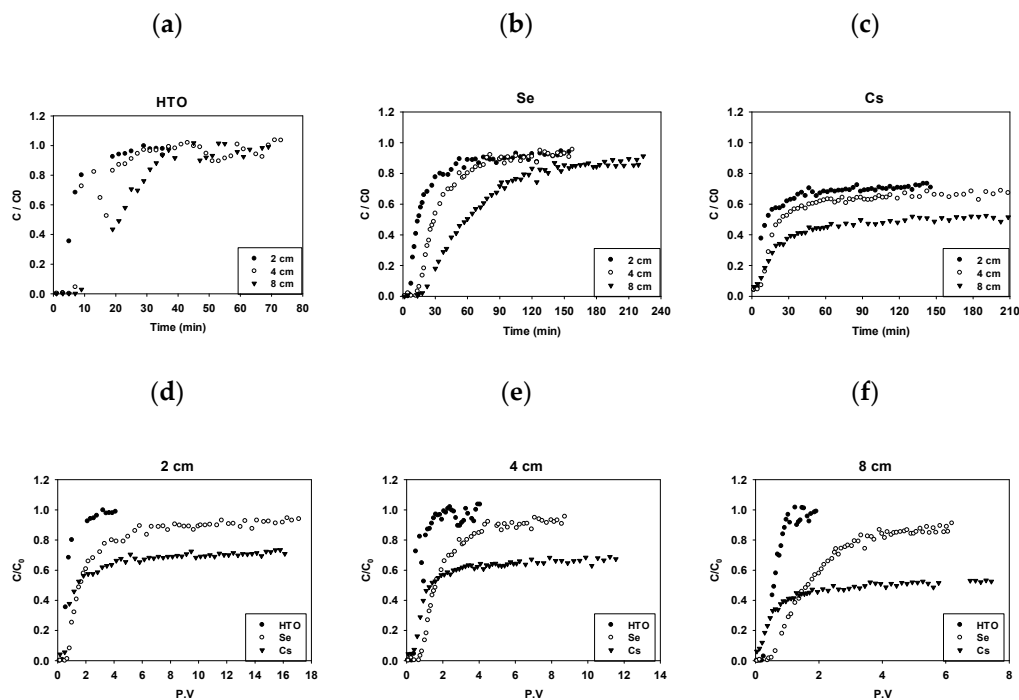 (a)
(b)
(c)
HTO
Se
Cs
1.2
1.0
0.8
0.6
0.4
0.2
0.0
C / C0
0 10 20 30 40 50 60 70 80
Time (min)
2 cm
4 cm
8 cm
1.2
1.0
0.8
0.6
0.4
0.2
0.0
C / C0
0 30 60 90 120 150 180 210 240
Time (min)
2 cm
4 cm
8 cm
1.2
1.0
0.8
0.6
0.4
0.2
0.0
C / C0
0 30 60 90 120 150 180 210
Time (min)
2 cm
4 cm
8 cm
(d)
(e)
(f)
2 cm
4 cm
8 cm
1.2
1.0
0.8
0.6
0.4
0.2
0.0
C/C0
0 2 4 6 8 10 12 14 16 18
P.V
HTO
Se
Cs
1.2
1.0
0.8
0.6
0.4
0.2
0.0
C/C0
0 2 4 6 8 10 12 14
P.V
HTO
Se
Cs
1.2
1.0
0.8
0.6
0.4
0.2
0.0
C/C0
0 2 4 6 8
P.V
HTO
Se
Cs